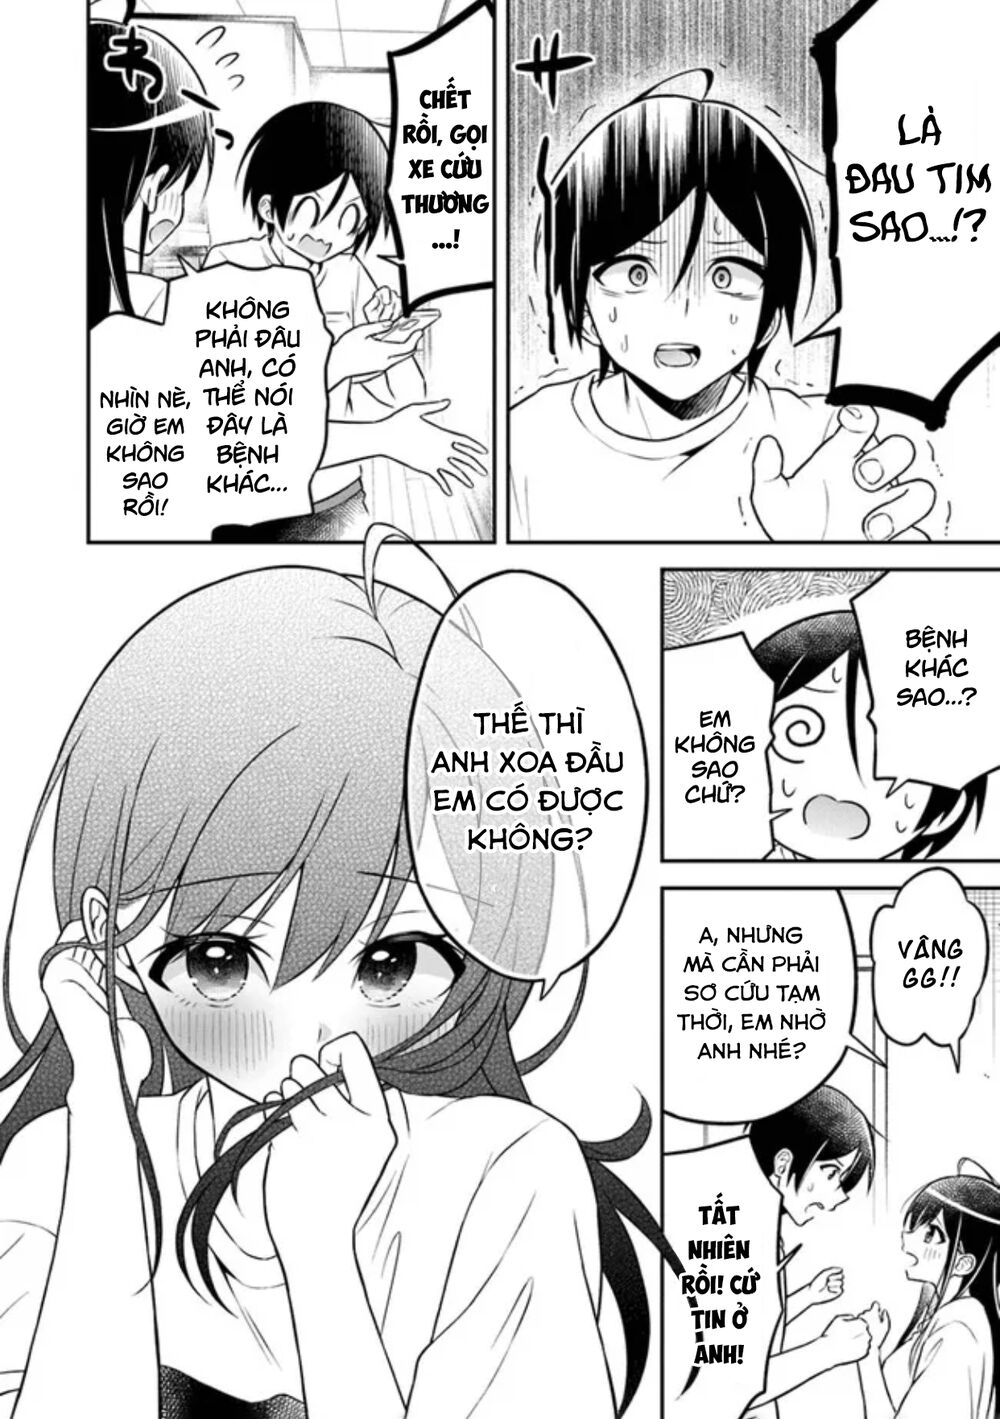 LÀ
ĐAU TIM
SAO...!?
CHẾT
RỒI, GỌI
XE CỨU
THƯƠNG
...!
わー
KHÔNG
PHẢI ĐÂU
ANH, CÓ
THỂ NÓI
ĐÂY LÀ
BỆNH
KHÁC...
NHÌN NÈ,
GIỜ EM
KHÔNG
SAO
RỒI!
BỆNH
KHÁC
SAO...?
EM
KHÔNG
SAO
CHỨ?
VÂNG
GG!!
A, NHƯNG
MÀ CẦN PHẢI
SƠ CỨU TẠM
THỜI, EM NHỜ
ANH NHÉ?
TẤT
NHIÊN
RỒI! CỨ
TIN Ở
ANH!
THẾ THÌ
ANH XOA ĐẦU
EM CÓ ĐƯỢC
KHÔNG?